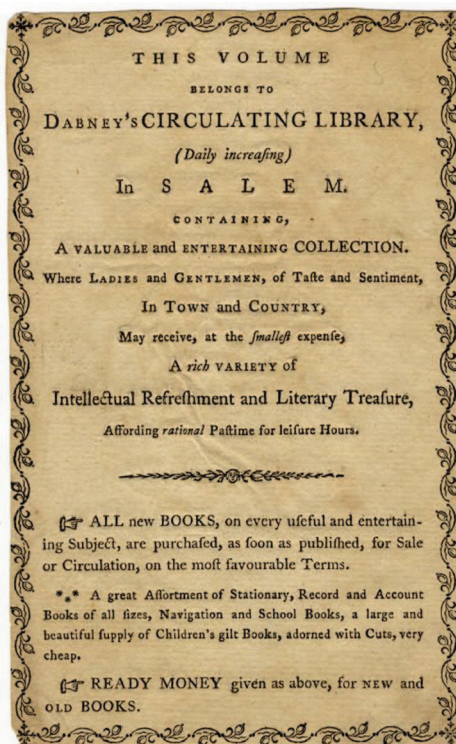 THIS VOLUME
BELONGS TO
DABNEY'S CIRCULATING LIBRARY,
(Daily increaſing)
In SALEM.
CONTAINING,
A VALUABLE and ENTERTAINING COLLECTION.
Where LADIES and GENTLEMEN, of Taſte and Sentiment,
In TOWN and COUNTRY,
May receive, at the ſmalleſt expenſe,
A rich VARIETY of
Intellectual Refreſhment and Literary Treaſure,
Affording rational Paſtime for leiſure Hours.
☞ ALL new BOOKS, on every uſeful and entertain-
ing Subject, are purchaſed, as ſoon as publiſhed, for Sale
or Circulation, on the moſt favourable Terms.
*⁎* A great Aſſortment of Stationary, Record and Account
Books of all ſizes, Navigation and School Books, a large and
beautiful ſupply of Children's gilt Books, adorned with Cuts, very
cheap.
☞ READY MONEY given as above, for NEW and
OLD BOOKS.